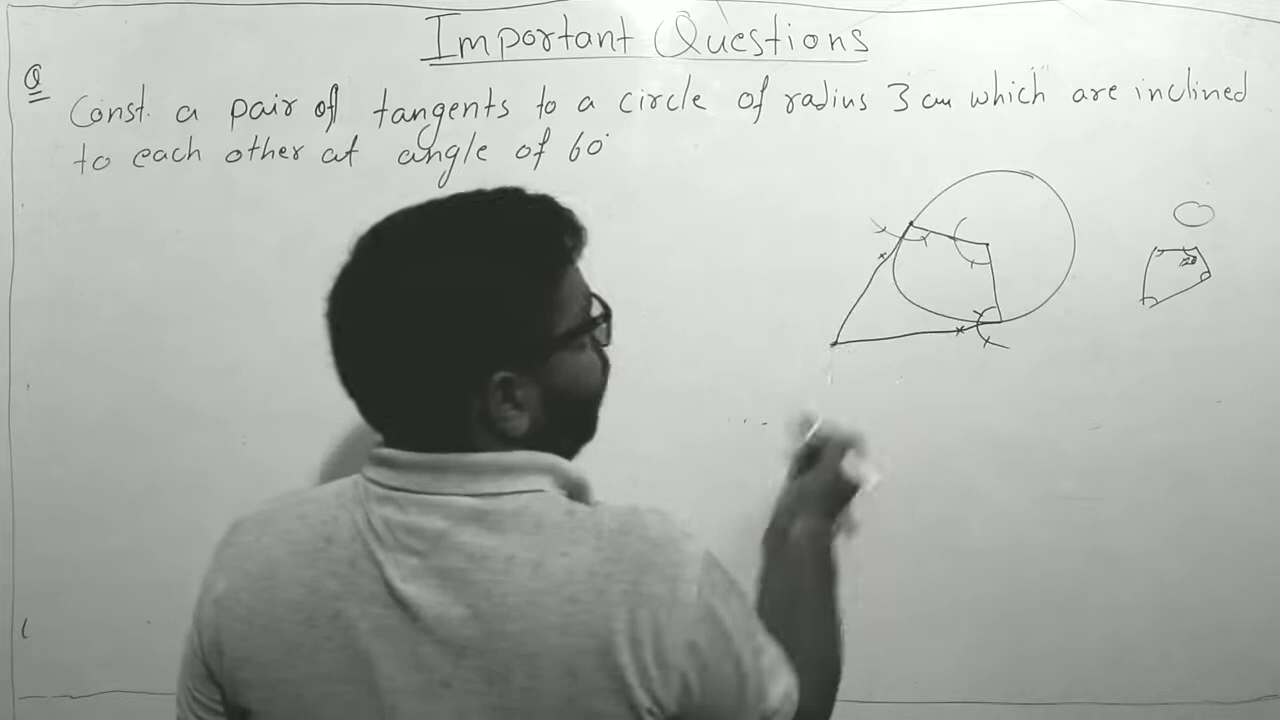 Important Questions
Q
Const. a pair of tangents to a circle of radius 3 cm which are inclined
to each other at angle of 60°